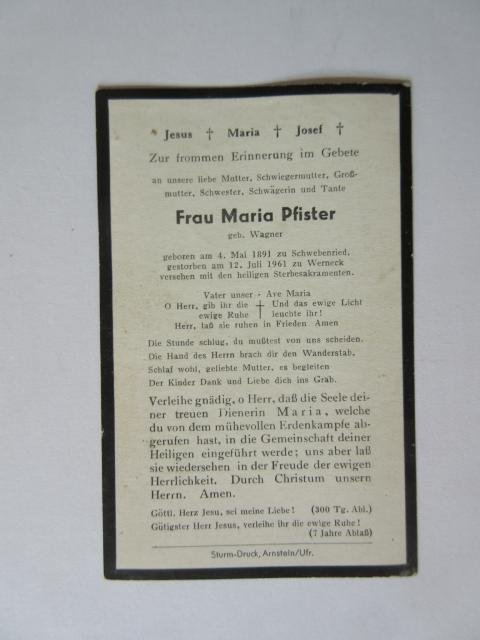 Jesus † Maria † Josef †
Zur frommen Erinnerung im Gebete
an unsere liebe Mutter, Schwiegermutter, Groß-
mutter, Schwester, Schwägerin und Tante
Frau Maria Pfister
geb. Wagner
geboren am 4. Mai 1891 zu Schwebenried,
gestorben am 12. Juli 1961 zu Werneck
versehen mit den heiligen Sterbesakramenten.
Vater unser - Ave Maria
O Herr, gib ihr die † Und das ewige Licht
ewige Ruhe leuchte ihr!
Herr, laß sie ruhen in Frieden Amen
Die Stunde schlug, du mußtest von uns scheiden.
Die Hand des Herrn brach dir den Wanderstab.
Schlaf wohl, geliebte Mutter, es begleiten
Der Kinder Dank und Liebe dich ins Grab.
Verleihe gnädig, o Herr, daß die Seele dei-
ner treuen Dienerin Maria, welche
du von dem mühevollen Erdenkampfe ab-
gerufen hast, in die Gemeinschaft deiner
Heiligen eingeführt werde; uns aber laß
sie wiedersehen in der Freude der ewigen
Herrlichkeit. Durch Christum unsern
Herrn. Amen.
Göttl. Herz Jesu, sei meine Liebe! (300 Tg. Abl.)
Gütigster Herr Jesus, verleihe ihr die ewige Ruhe!
(7 Jahre Ablaß)
Sturm-Druck, Arnstein/Ufr.